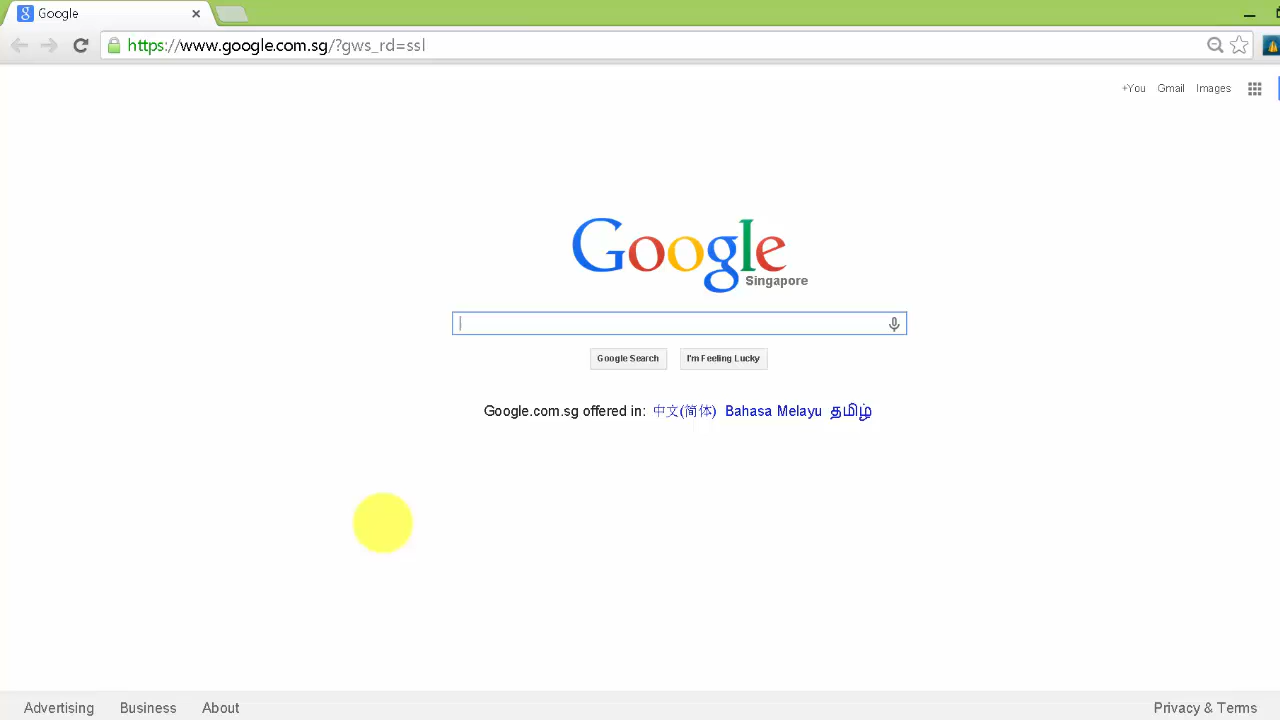 Google
https://www.google.com.sg/?gws_rd=ssl
+You Gmail Images
Google
Singapore
Google Search I'm Feeling Lucky
Google.com.sg offered in: 中文(简体) Bahasa Melayu தமிழ்
Advertising Business About Privacy & Terms